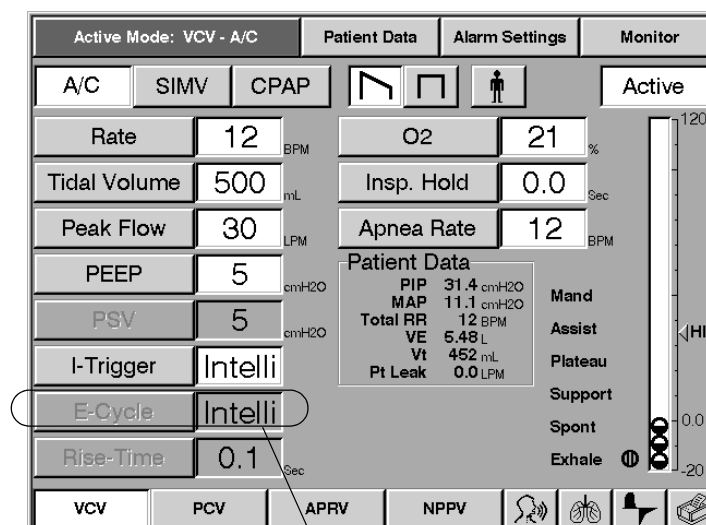 Active Mode: VCV - A/C Patient Data Alarm Settings Monitor
A/C SIMV CPAP Active
Rate 12 BPM O2 21 %
120
Tidal Volume 500 mL Insp. Hold 0.0 Sec
Peak Flow 30 LPM Apnea Rate 12 BPM
PEEP 5 cmH2O
Patient Data
PIP 31.4 cmH2O
MAP 11.1 cmH2O
Total RR 12 BPM
VE 5.48 L
Vt 452 mL
Pt Leak 0.0 LPM
Mand
PSV 5 cmH2O
Assist HI
I-Trigger Intelli
Plateau
Support
E-Cycle Intelli
Spont 0.0
Rise-Time 0.1 Sec
Exhale -20
VCV PCV APRV NPPV